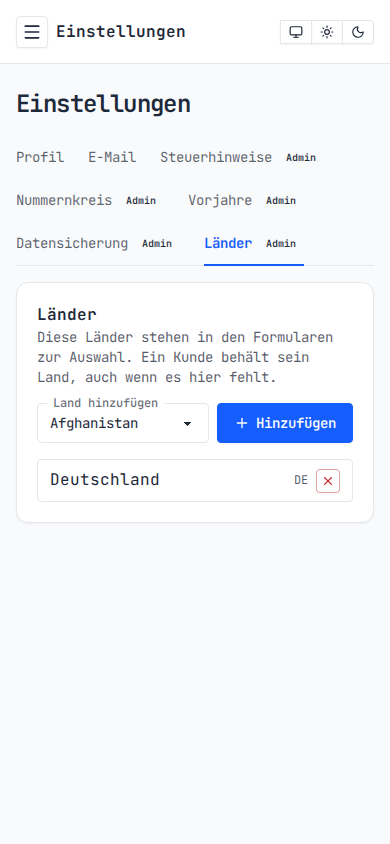 Einstellungen
Einstellungen
Profil E-Mail Steuerhinweise Admin
Nummernkreis Admin Vorjahre Admin
Datensicherung Admin Länder Admin
Länder
Diese Länder stehen in den Formularen
zur Auswahl. Ein Kunde behält sein
Land, auch wenn es hier fehlt.
Land hinzufügen
Afghanistan
Hinzufügen
Deutschland DE